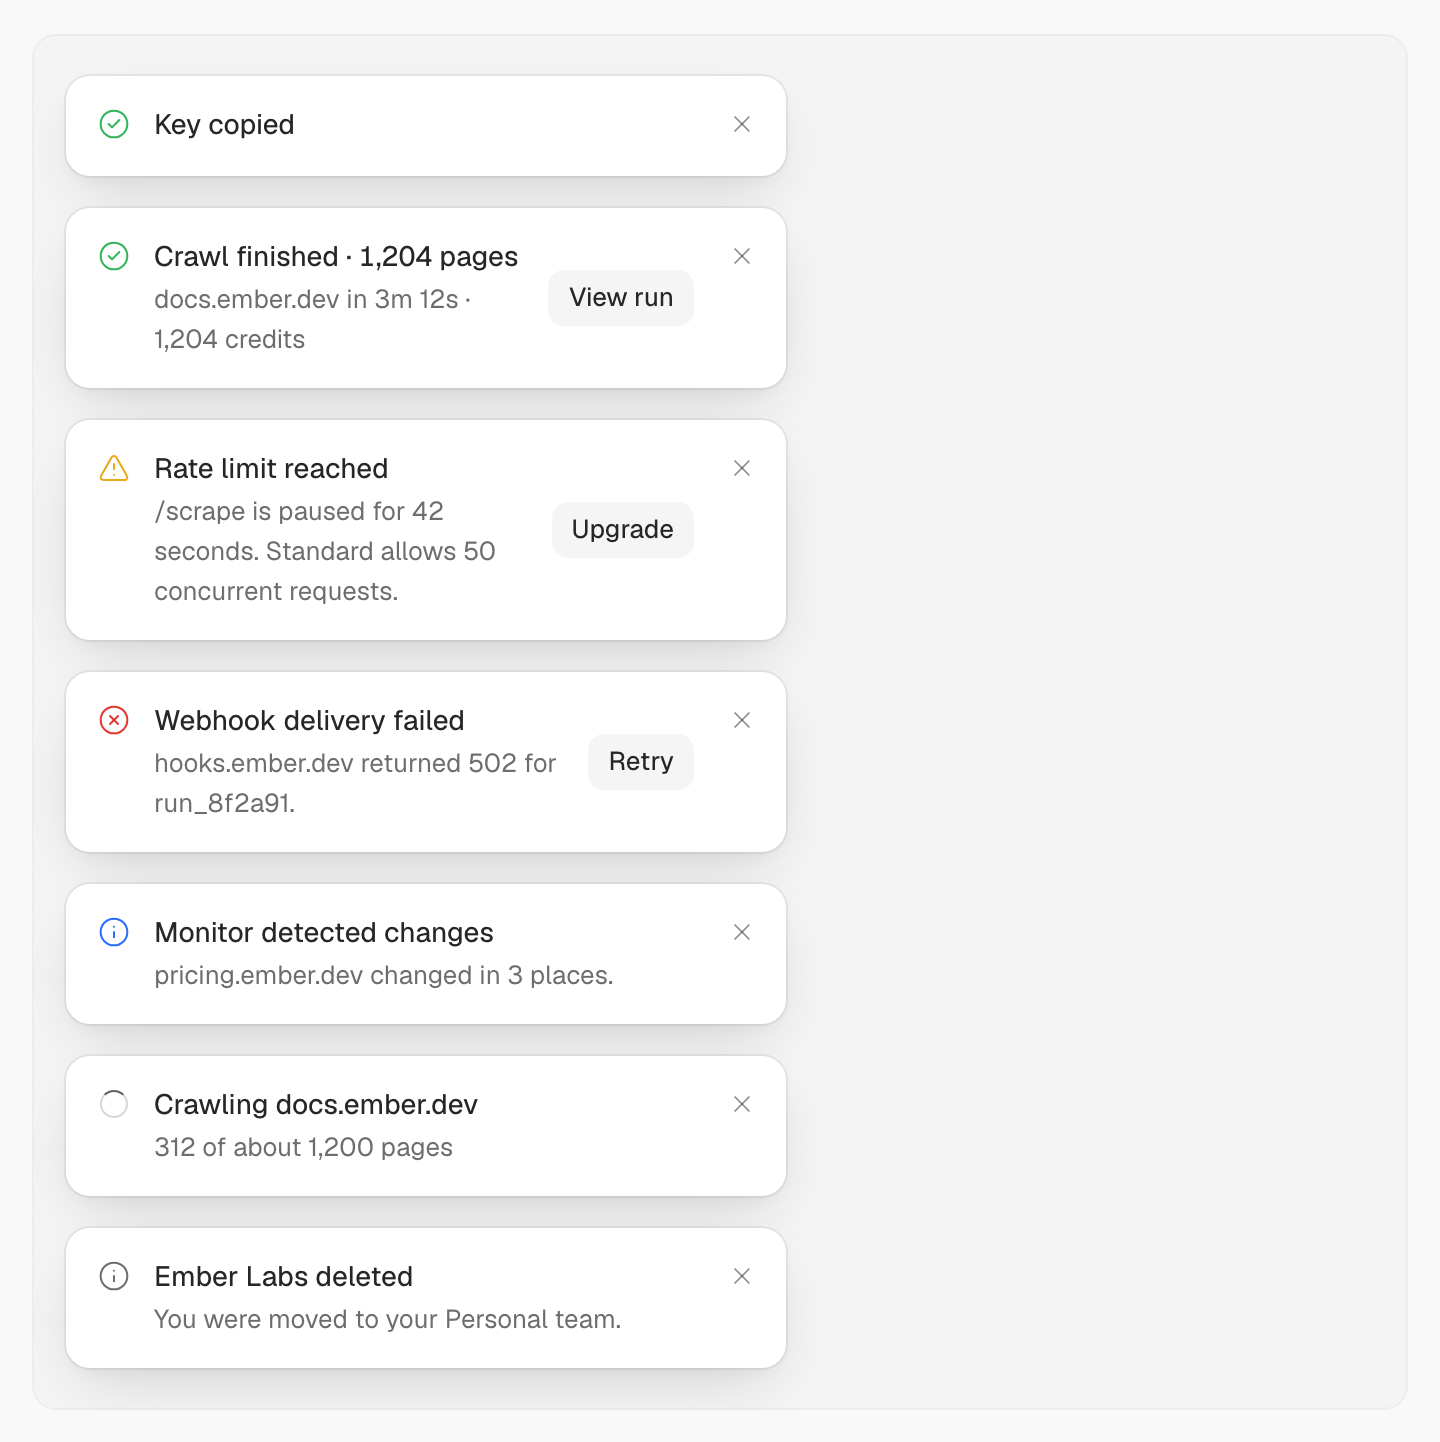 Key copied
Crawl finished · 1,204 pages
docs.ember.dev in 3m 12s ·
1,204 credits
View run
Rate limit reached
/scrape is paused for 42
seconds. Standard allows 50
concurrent requests.
Upgrade
Webhook delivery failed
hooks.ember.dev returned 502 for
run_8f2a91.
Retry
Monitor detected changes
pricing.ember.dev changed in 3 places.
Crawling docs.ember.dev
312 of about 1,200 pages
Ember Labs deleted
You were moved to your Personal team.